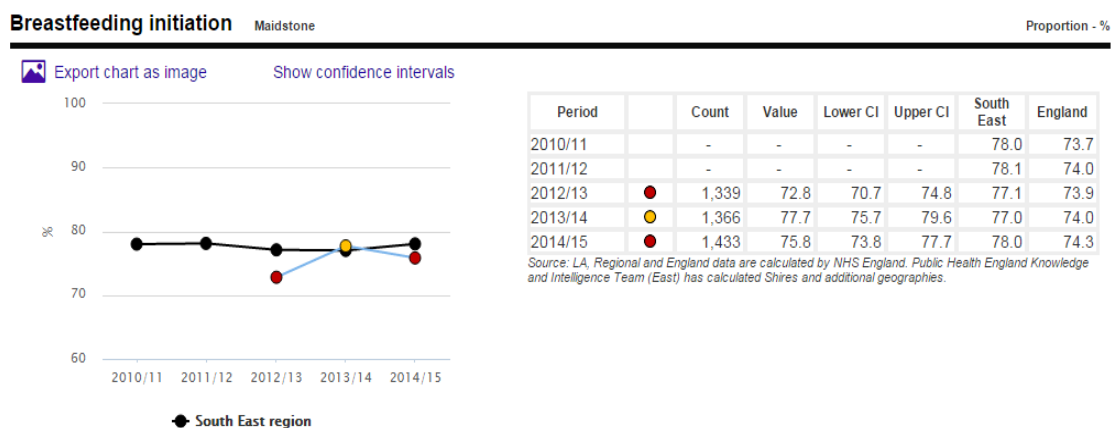 Breastfeeding initiation Maidstone Proportion - %
Export chart as image Show confidence intervals
100
90
80
70
60
%
2010/11 2011/12 2012/13 2013/14 2014/15
South East region
Period Count Value Lower CI Upper CI South East England
2010/11 - - - - 78.0 73.7
2011/12 - - - - 78.1 74.0
2012/13 1,339 72.8 70.7 74.8 77.1 73.9
2013/14 1,366 77.7 75.7 79.6 77.0 74.0
2014/15 1,433 75.8 73.8 77.7 78.0 74.3
Source: LA, Regional and England data are calculated by NHS England. Public Health England Knowledge
and Intelligence Team (East) has calculated Shires and additional geographies.